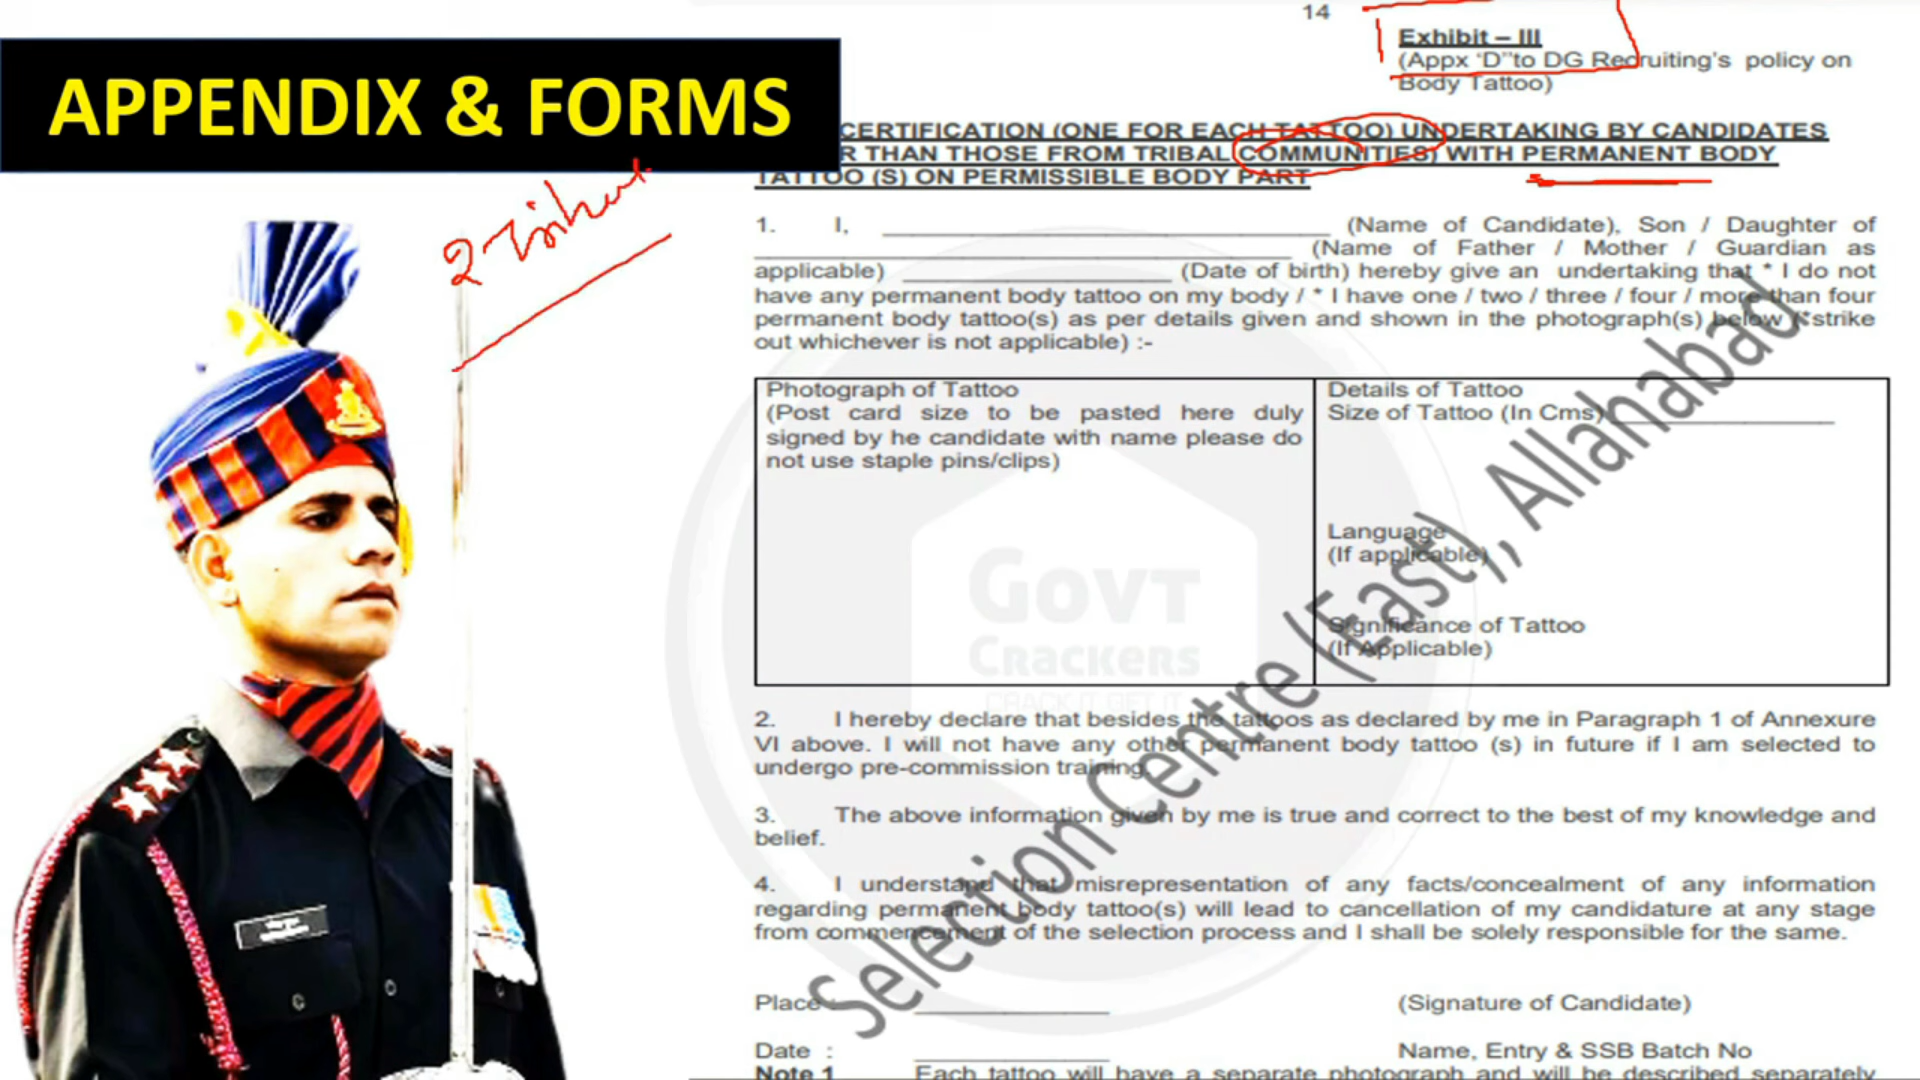 14
Exhibit – III
(Appx 'D"to DG Recruiting's policy on
Body Tattoo)
APPENDIX & FORMS
CERTIFICATION (ONE FOR EACH TATTOO) UNDERTAKING BY CANDIDATES
R THAN THOSE FROM TRIBAL COMMUNITIES) WITH PERMANENT BODY
TATTOO (S) ON PERMISSIBLE BODY PART
2
1. I, ______________ (Name of Candidate), Son / Daughter of
______________ (Name of Father / Mother / Guardian as
applicable) ______________ (Date of birth) hereby give an undertaking that * I do not
have any permanent body tattoo on my body / * I have one / two / three / four / more than four
permanent body tattoo(s) as per details given and shown in the photograph(s) below (*strike
out whichever is not applicable) :-
Photograph of Tattoo
(Post card size to be pasted here duly
signed by he candidate with name please do
not use staple pins/clips)
Details of Tattoo
Size of Tattoo (In Cms) ______________
Language
(If applicable)
Significance of Tattoo
(If Applicable)
GOVT
CRACKERS
CRACK IT GET IT
Selection Centre (East), Allahabad
2. I hereby declare that besides the tattoos as declared by me in Paragraph 1 of Annexure
VI above. I will not have any other permanent body tattoo (s) in future if I am selected to
undergo pre-commission training.
3. The above information given by me is true and correct to the best of my knowledge and
belief.
4. I understand that misrepresentation of any facts/concealment of any information
regarding permanent body tattoo(s) will lead to cancellation of my candidature at any stage
from commencement of the selection process and I shall be solely responsible for the same.
Place : ______________ (Signature of Candidate)
Date : ______________ Name, Entry & SSB Batch No
Note 1 Each tattoo will have a separate photograph and will be described separately